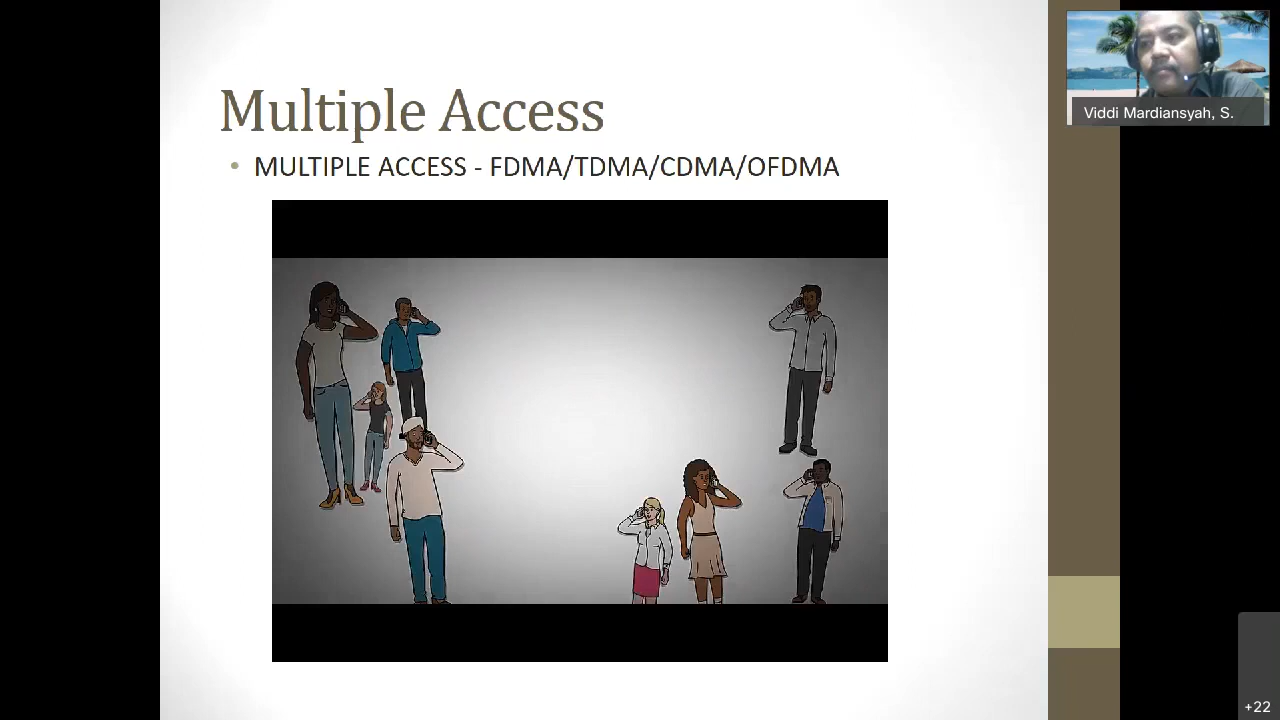 Multiple Access
• MULTIPLE ACCESS - FDMA/TDMA/CDMA/OFDMA
Viddi Mardiansyah, S.
+22